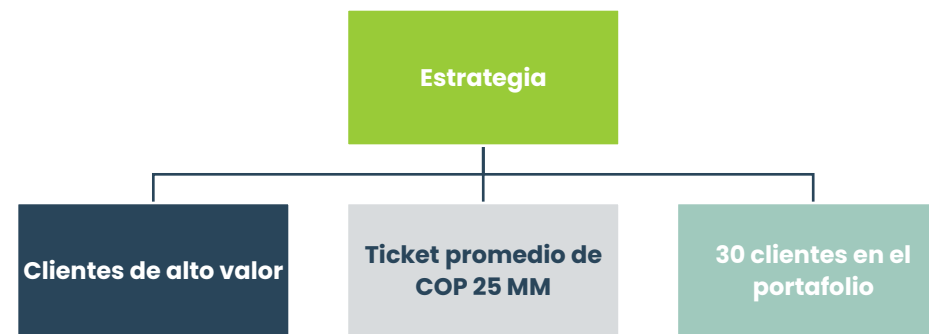 Estrategia
Clientes de alto valor
Ticket promedio de
COP 25 MM
30 clientes en el
portafolio